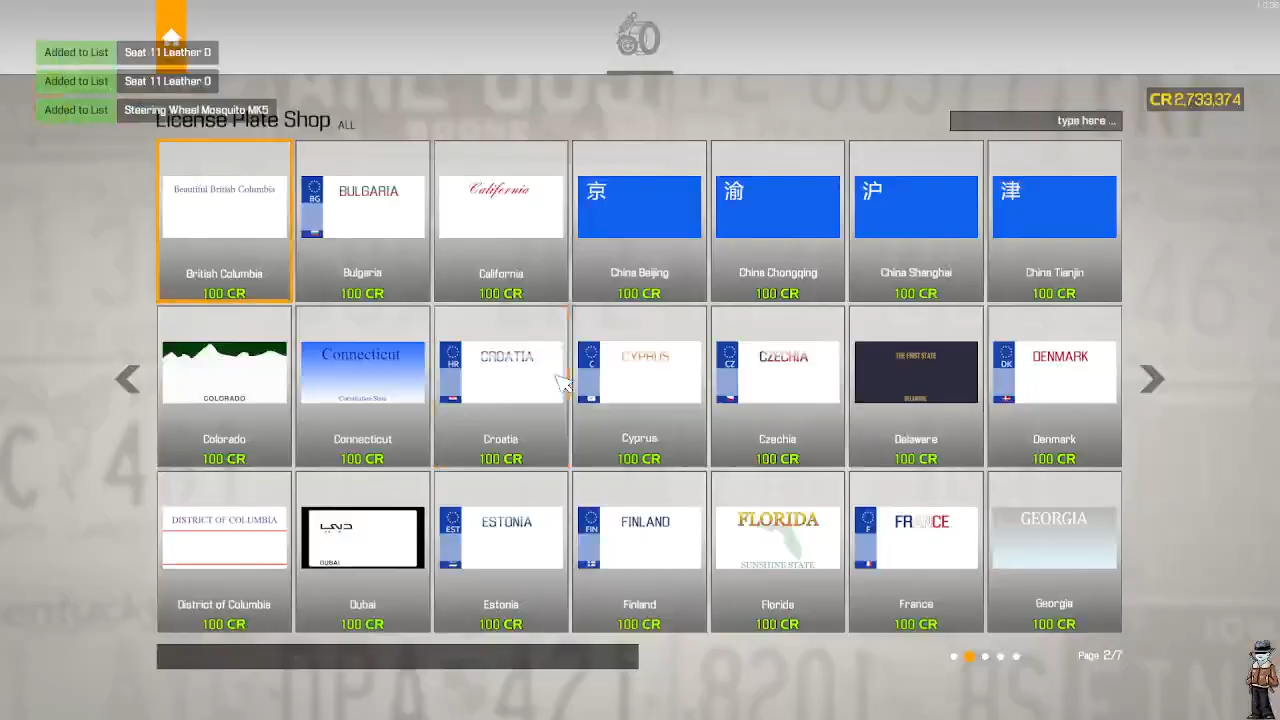 Added to List Seat 11 Leather D
Added to List Seat 11 Leather D
Added to List Steering Wheel Mosquito MK5
CR 2,733,374
License Plate Shop ALL
type here ...
Beautiful British Columbia
BG BULGARIA
California
京
渝
沪
津
British Columbia
Bulgaria
California
China Beijing
China Chongqing
China Shanghai
China Tianjin
100 CR
100 CR
100 CR
100 CR
100 CR
100 CR
100 CR
COLORADO
Connecticut
Constitution State
HR CROATIA
C CYPRUS
CZ CZECHIA
THE FIRST STATE
DELAWARE
DK DENMARK
Colorado
Connecticut
Croatia
Cyprus
Czechia
Delaware
Denmark
100 CR
100 CR
100 CR
100 CR
100 CR
100 CR
100 CR
DISTRICT OF COLUMBIA
دبي
DUBAI
EST ESTONIA
FIN FINLAND
FLORIDA
SUNSHINE STATE
F FRANCE
GEORGIA
District of Columbia
Dubai
Estonia
Finland
Florida
France
Georgia
100 CR
100 CR
100 CR
100 CR
100 CR
100 CR
100 CR
Page 2/7